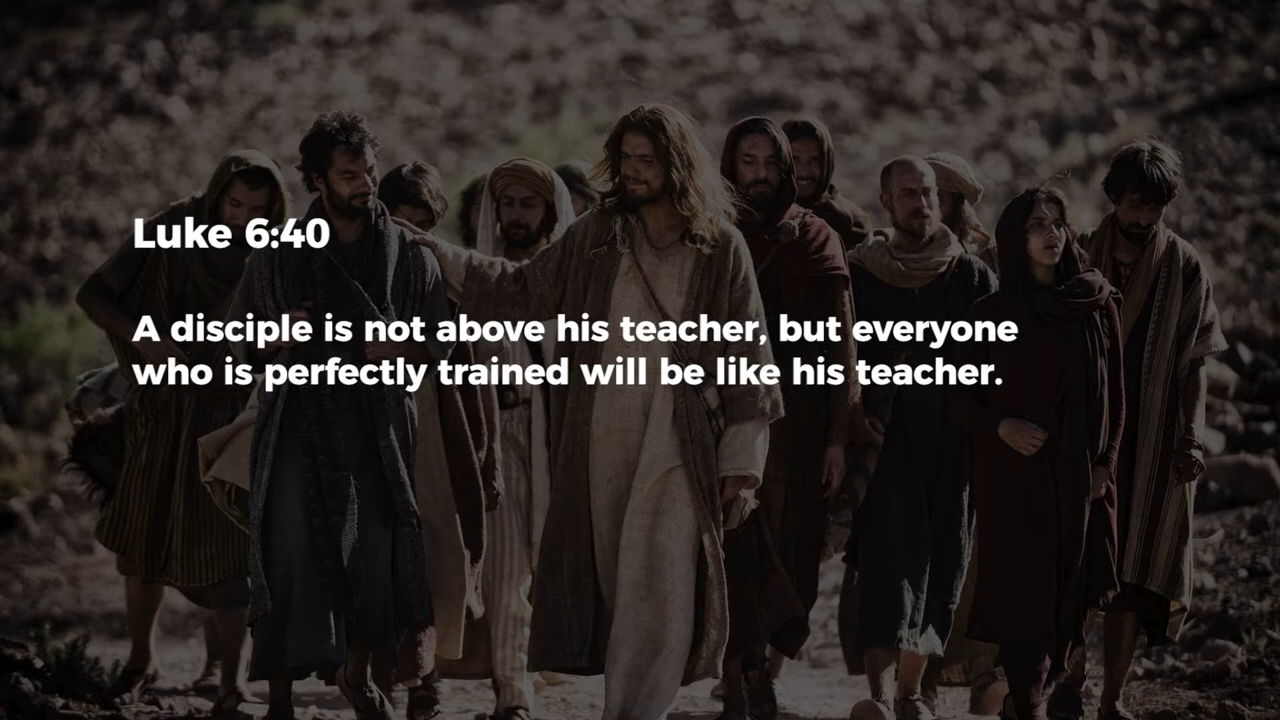 Luke 6:40
A disciple is not above his teacher, but everyone
who is perfectly trained will be like his teacher.